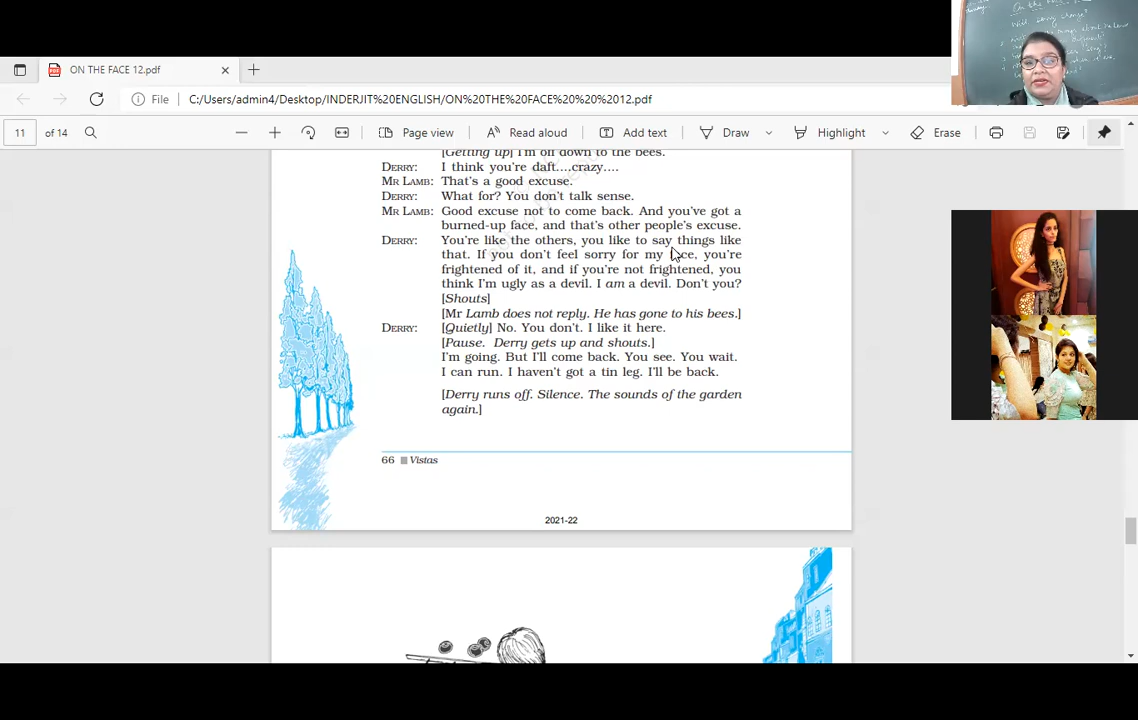 ON THE FACE 12.pdf
File C:/Users/admin4/Desktop/INDERJIT%20ENGLISH/ON%20THE%20FACE%20%20%2012.pdf
11 of 14 Page view Read aloud Add text Draw Highlight Erase
[Getting up] I'm off down to the bees.
DERRY: I think you're daft....crazy....
MR LAMB: That's a good excuse.
DERRY: What for? You don't talk sense.
MR LAMB: Good excuse not to come back. And you've got a
burned-up face, and that's other people's excuse.
DERRY: You're like the others, you like to say things like
that. If you don't feel sorry for my face, you're
frightened of it, and if you're not frightened, you
think I'm ugly as a devil. I am a devil. Don't you?
[Shouts]
[Mr Lamb does not reply. He has gone to his bees.]
DERRY: [Quietly] No. You don't. I like it here.
[Pause. Derry gets up and shouts.]
I'm going. But I'll come back. You see. You wait.
I can run. I haven't got a tin leg. I'll be back.
[Derry runs off. Silence. The sounds of the garden
again.]
66 Vistas
2021-22
On the